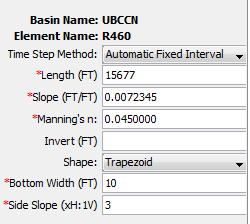 Basin Name: UBCCN
Element Name: R460
Time Step Method: Automatic Fixed Interval
*Length (FT) 15677
*Slope (FT/FT) 0.0072345
*Manning's n: 0.0450000
Invert (FT)
Shape: Trapezoid
*Bottom Width (FT) 10
*Side Slope (xH:1V) 3